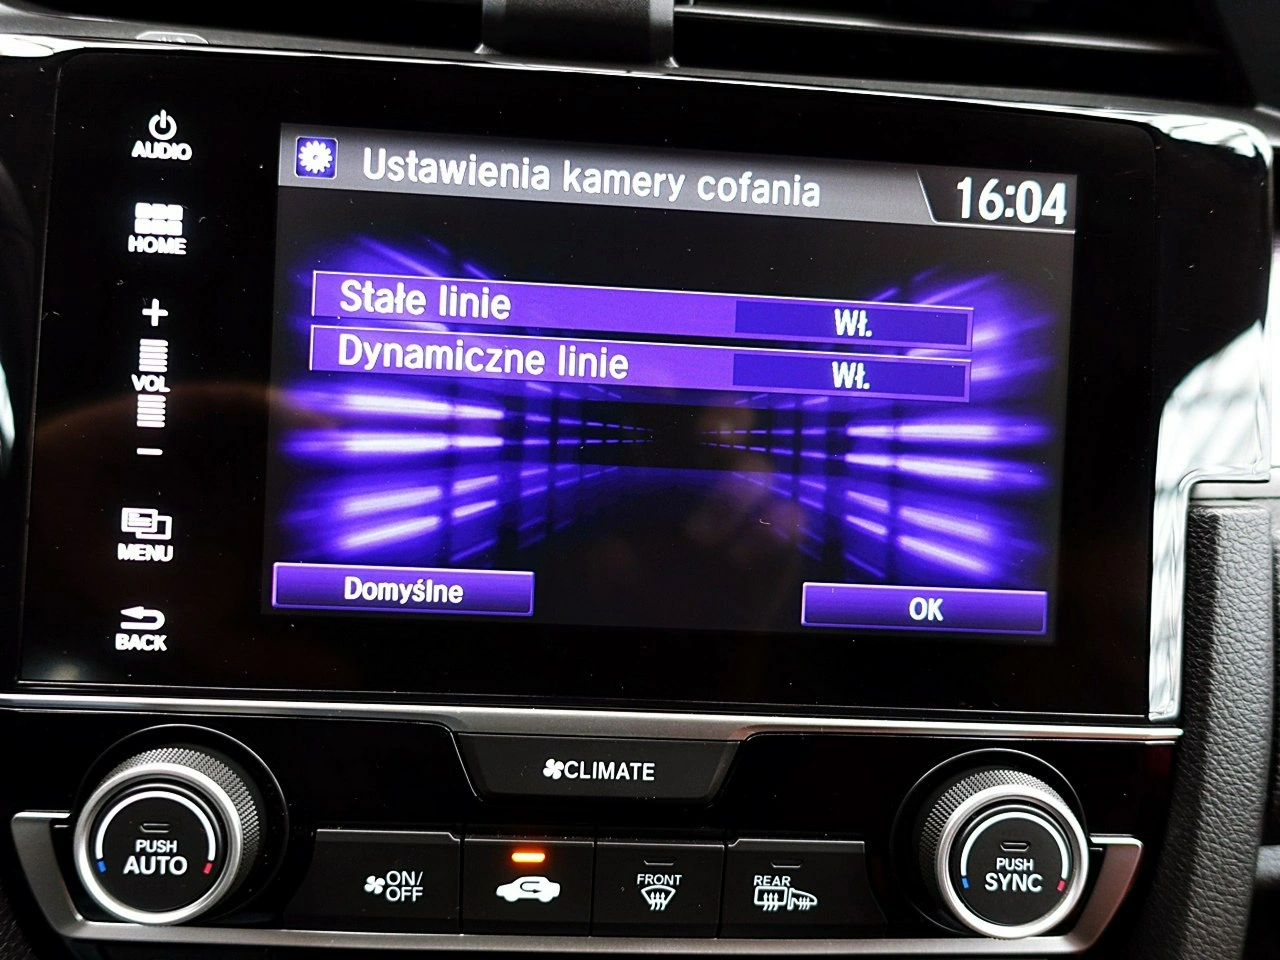 AUDIO
HOME
+
VOL
−
MENU
BACK
Ustawienia kamery cofania
16:04
Stałe linie
Wł.
Dynamiczne linie
Wł.
Domyślne
OK
CLIMATE
PUSH
AUTO
ON/
OFF
FRONT
REAR
PUSH
SYNC